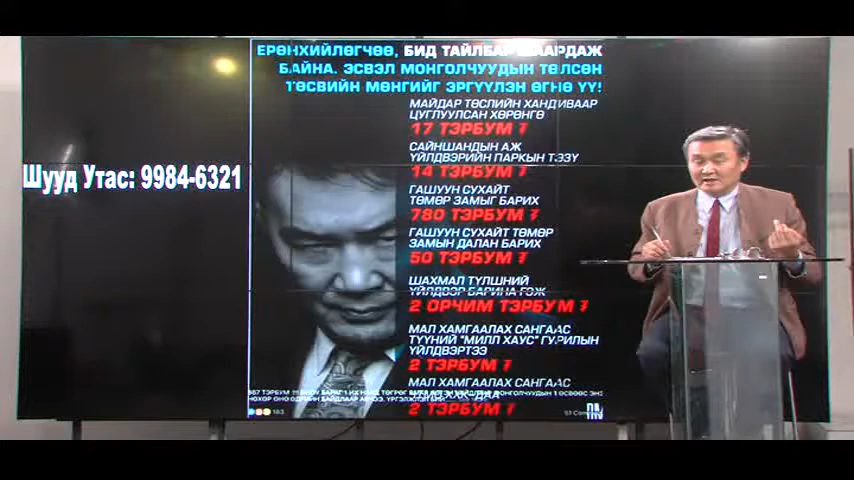 ЕРӨНХИЙЛӨГЧӨӨ, БИД ТАЙЛБАР ШААРДАЖ
БАЙНА. ЭСВЭЛ МОНГОЛЧУУДЫН ТӨЛСӨН
ТӨСВИЙН МӨНГИЙГ ЭРГҮҮЛЭН ӨГНӨ ҮҮ!
МАЙДАР ТӨСЛИЙН ХАНДИВААР
ЦУГЛУУЛСАН ХӨРӨНГӨ
17 ТЭРБУМ ₮
САЙНШАНДЫН АЖ
ҮЙЛДВЭРИЙН ПАРКЫН ТЭЗҮ
14 ТЭРБУМ ₮
Шууд Утас: 9984-6321
ГАШУУН СУХАЙТ
ТӨМӨР ЗАМЫГ БАРИХ
780 ТЭРБУМ ₮
ГАШУУН СУХАЙТ ТӨМӨР
ЗАМЫН ДАЛАН БАРИХ
50 ТЭРБУМ ₮
ШАХМАЛ ТҮЛШНИЙ
ҮЙЛДВЭР БАРИНА ГЭЖ
2 ОРЧИМ ТЭРБУМ ₮
МАЛ ХАМГААЛАХ САНГААС
ТҮҮНИЙ "МИЛЛ ХАУС" ГУРИЛЫН
ҮЙЛДВЭРТЭЭ
2 ТЭРБУМ ₮
МАЛ ХАМГААЛАХ САНГААС
2 ТЭРБУМ ₮
163